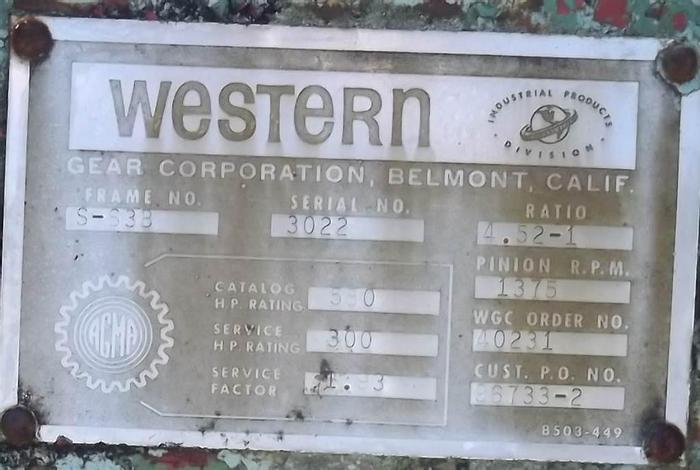 WESTERN
INDUSTRIAL PRODUCTS DIVISION
GEAR CORPORATION, BELMONT, CALIF.
FRAME NO.
SERIAL NO.
3022
RATIO
4.52-1
PINION R.P.M.
1375
CATALOG H.P. RATING
WGC ORDER NO.
40231
SERVICE H.P. RATING
300
CUST. P.O. NO.
SERVICE FACTOR
AGMA
8503-449